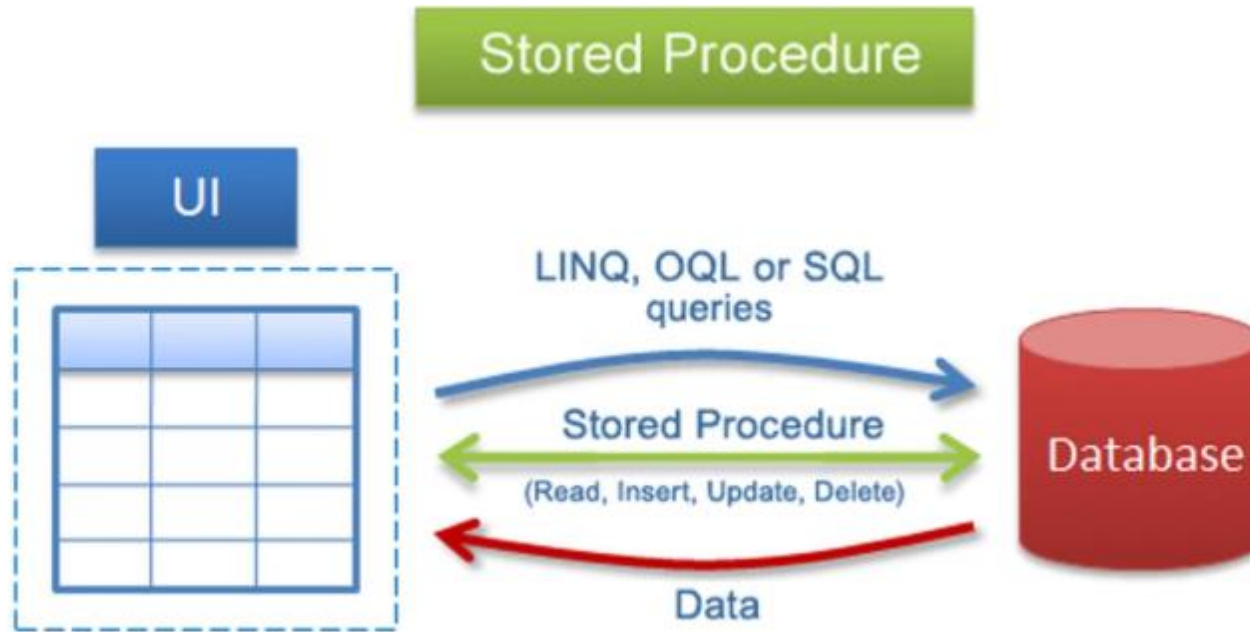 Stored Procedure
UI
LINQ, OQL or SQL
queries
Stored Procedure
(Read, Insert, Update, Delete)
Database
Data